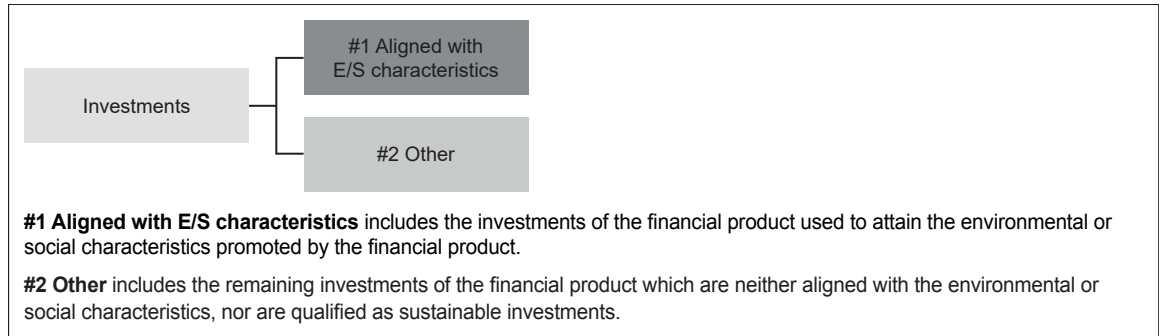 #1 Aligned with
E/S characteristics
Investments
#2 Other
#1 Aligned with E/S characteristics includes the investments of the financial product used to attain the environmental or
social characteristics promoted by the financial product.
#2 Other includes the remaining investments of the financial product which are neither aligned with the environmental or
social characteristics, nor are qualified as sustainable investments.